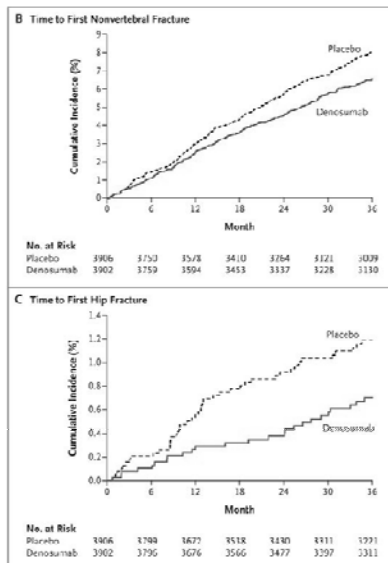 B Time to First Nonvertebral Fracture
Placebo
Denosumab
Cumulative Incidence (%)
9
8
7
6
5
4
3
2
1
0
0 6 12 18 24 30 36
Month
No. at Risk
Placebo 3906 3750 3578 3410 3264 3121 3009
Denosumab 3902 3759 3594 3453 3337 3228 3130
C Time to First Hip Fracture
Placebo
Denosumab
Cumulative Incidence (%)
1.4
1.2
1.0
0.8
0.6
0.4
0.2
0.0
0 6 12 18 24 30 36
Month
No. at Risk
Placebo 3906 3799 3672 3538 3430 3311 3221
Denosumab 3902 3796 3676 3566 3477 3397 3311